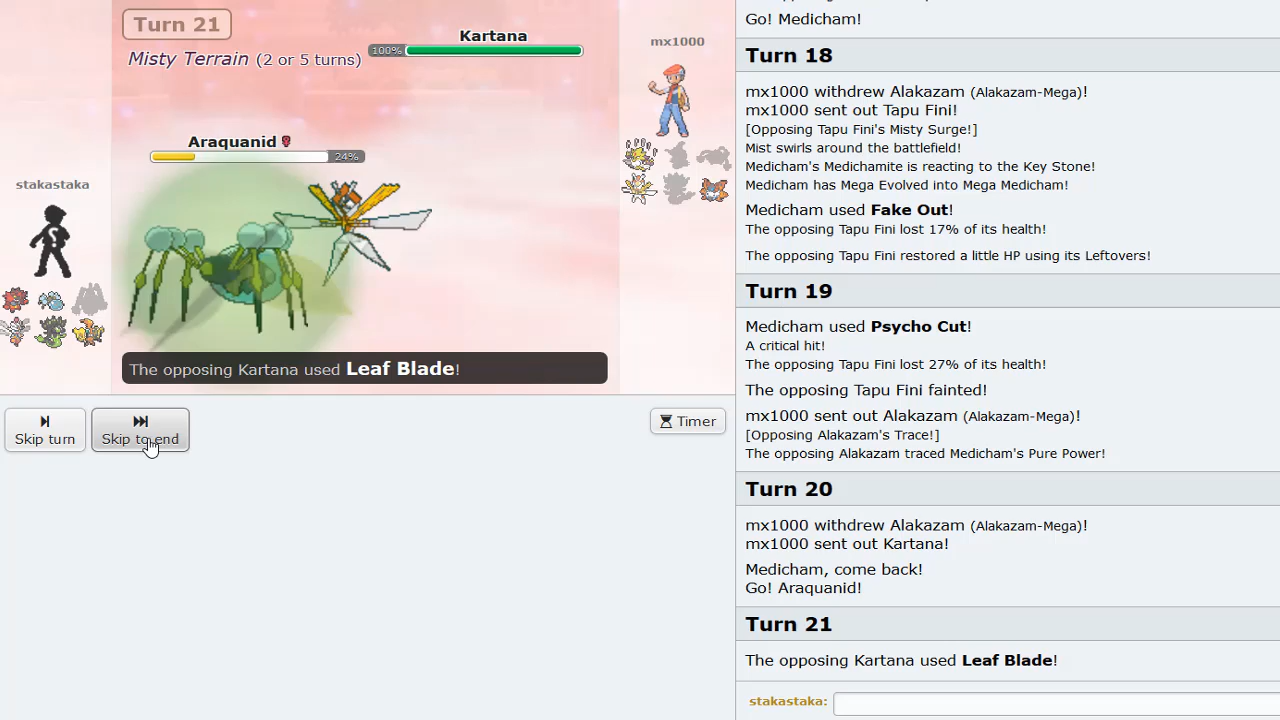 Turn 21
Misty Terrain (2 or 5 turns)
Kartana
100%
Araquanid
24%
stakastaka
mx1000
The opposing Kartana used Leaf Blade!
Skip turn
Skip to end
Timer
Go! Medicham!
Turn 18
mx1000 withdrew Alakazam (Alakazam-Mega)!
mx1000 sent out Tapu Fini!
[Opposing Tapu Fini's Misty Surge!]
Mist swirls around the battlefield!
Medicham's Medichamite is reacting to the Key Stone!
Medicham has Mega Evolved into Mega Medicham!
Medicham used Fake Out!
The opposing Tapu Fini lost 17% of its health!
The opposing Tapu Fini restored a little HP using its Leftovers!
Turn 19
Medicham used Psycho Cut!
A critical hit!
The opposing Tapu Fini lost 27% of its health!
The opposing Tapu Fini fainted!
mx1000 sent out Alakazam (Alakazam-Mega)!
[Opposing Alakazam's Trace!]
The opposing Alakazam traced Medicham's Pure Power!
Turn 20
mx1000 withdrew Alakazam (Alakazam-Mega)!
mx1000 sent out Kartana!
Medicham, come back!
Go! Araquanid!
Turn 21
The opposing Kartana used Leaf Blade!
stakastaka: